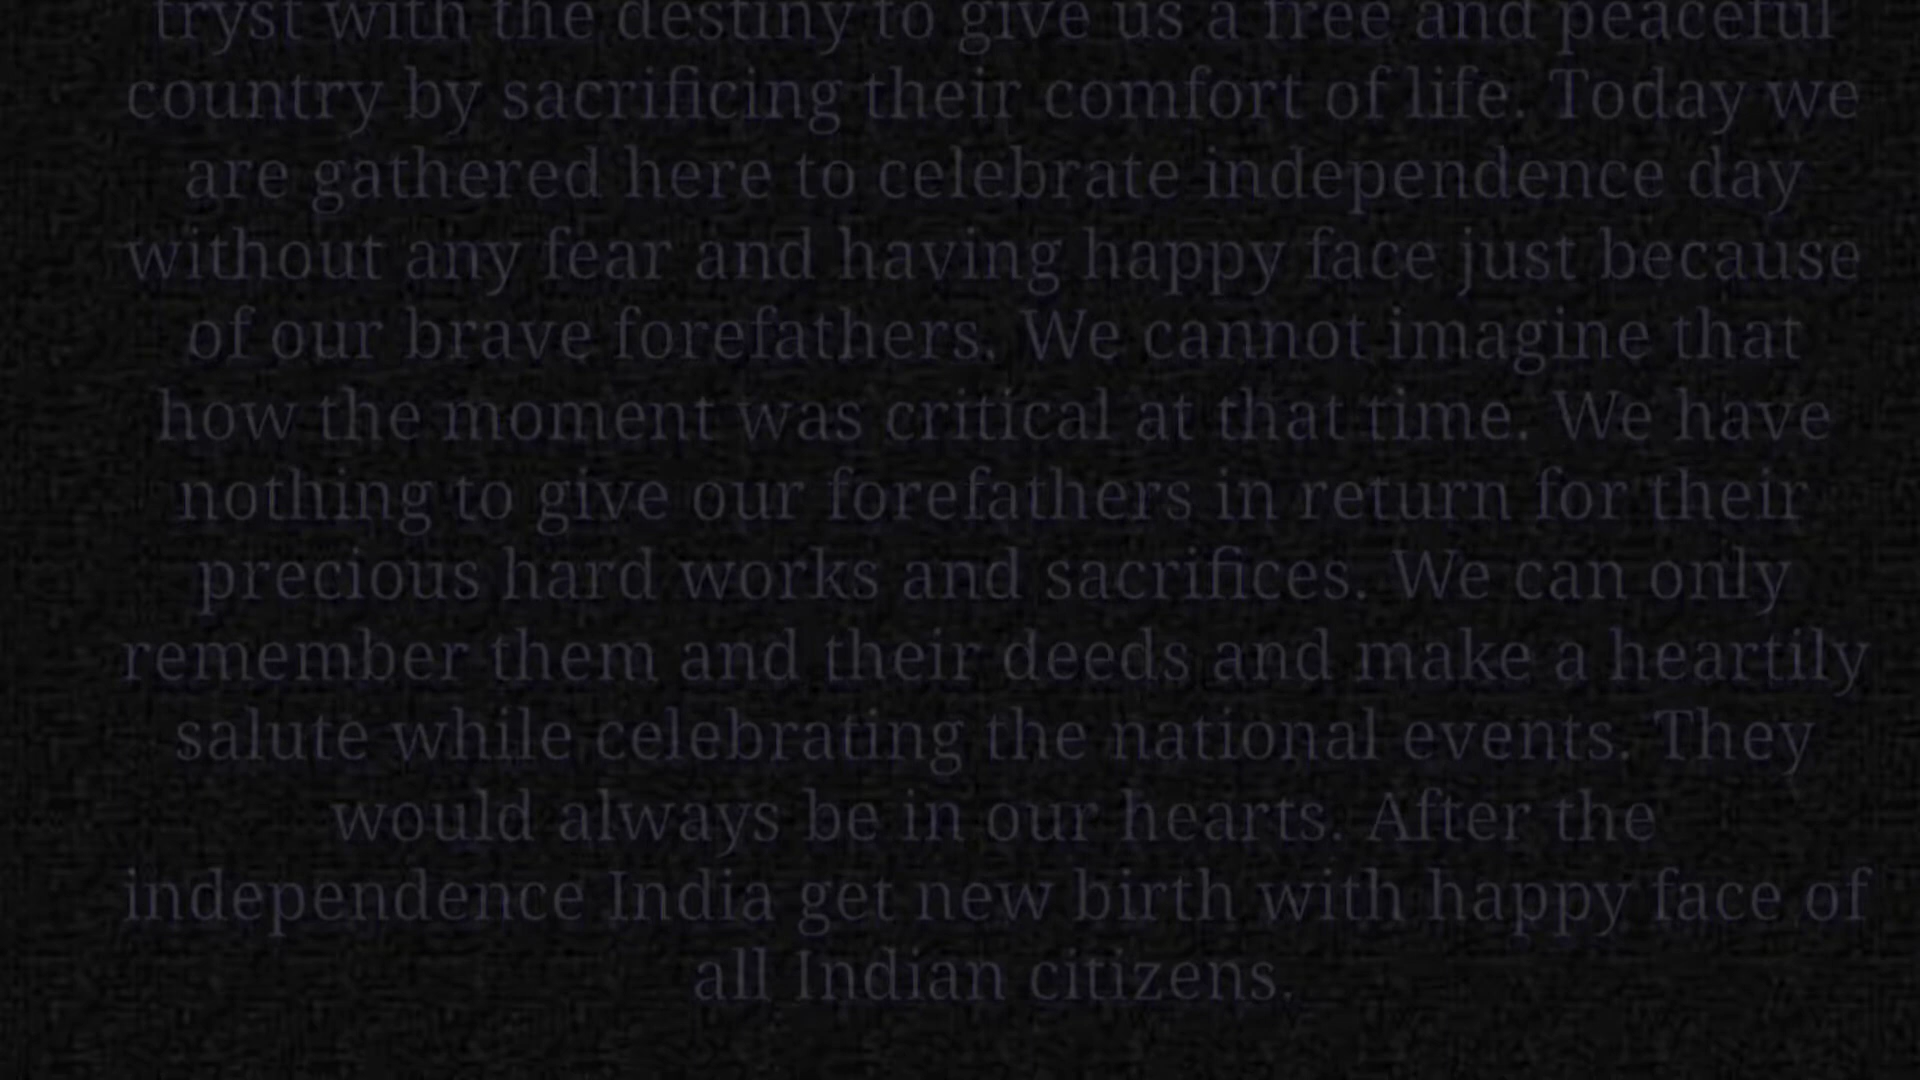 tryst with the destiny to give us a free and peaceful
country by sacrificing their comfort of life. Today we
are gathered here to celebrate independence day
without any fear and having happy face just because
of our brave forefathers. We cannot imagine that
how the moment was critical at that time. We have
nothing to give our forefathers in return for their
precious hard works and sacrifices. We can only
remember them and their deeds and make a heartily
salute while celebrating the national events. They
would always be in our hearts. After the
independence India get new birth with happy face of
all Indian citizens.